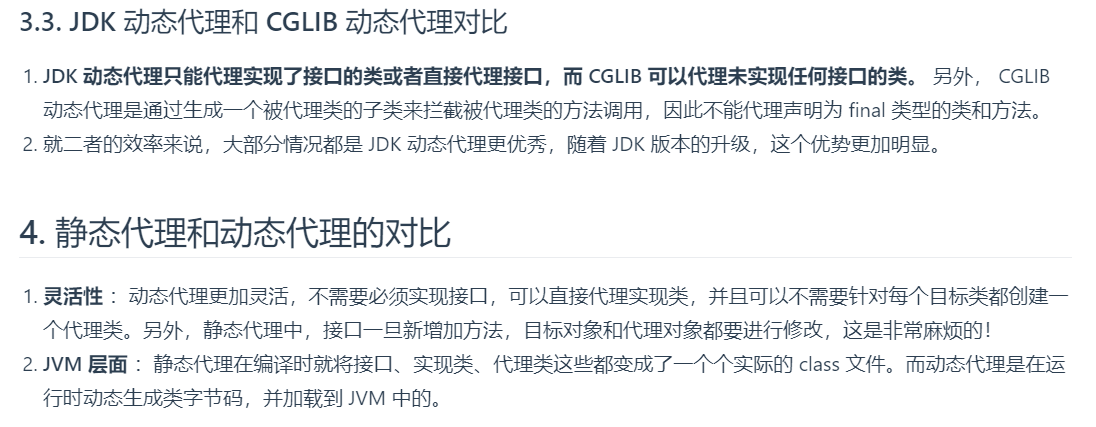 3.3. JDK 动态代理和 CGLIB 动态代理对比
1. JDK 动态代理只能代理实现了接口的类或者直接代理接口，而 CGLIB 可以代理未实现任何接口的类。 另外， CGLIB
动态代理是通过生成一个被代理类的子类来拦截被代理类的方法调用，因此不能代理声明为 final 类型的类和方法。
2. 就二者的效率来说，大部分情况都是 JDK 动态代理更优秀，随着 JDK 版本的升级，这个优势更加明显。
4. 静态代理和动态代理的对比
1. 灵活性 ：动态代理更加灵活，不需要必须实现接口，可以直接代理实现类，并且可以不需要针对每个目标类都创建一
个代理类。另外，静态代理中，接口一旦新增加方法，目标对象和代理对象都要进行修改，这是非常麻烦的！
2. JVM 层面 ：静态代理在编译时就将接口、实现类、代理类这些都变成了一个个实际的 class 文件。而动态代理是在运
行时动态生成类字节码，并加载到 JVM 中的。